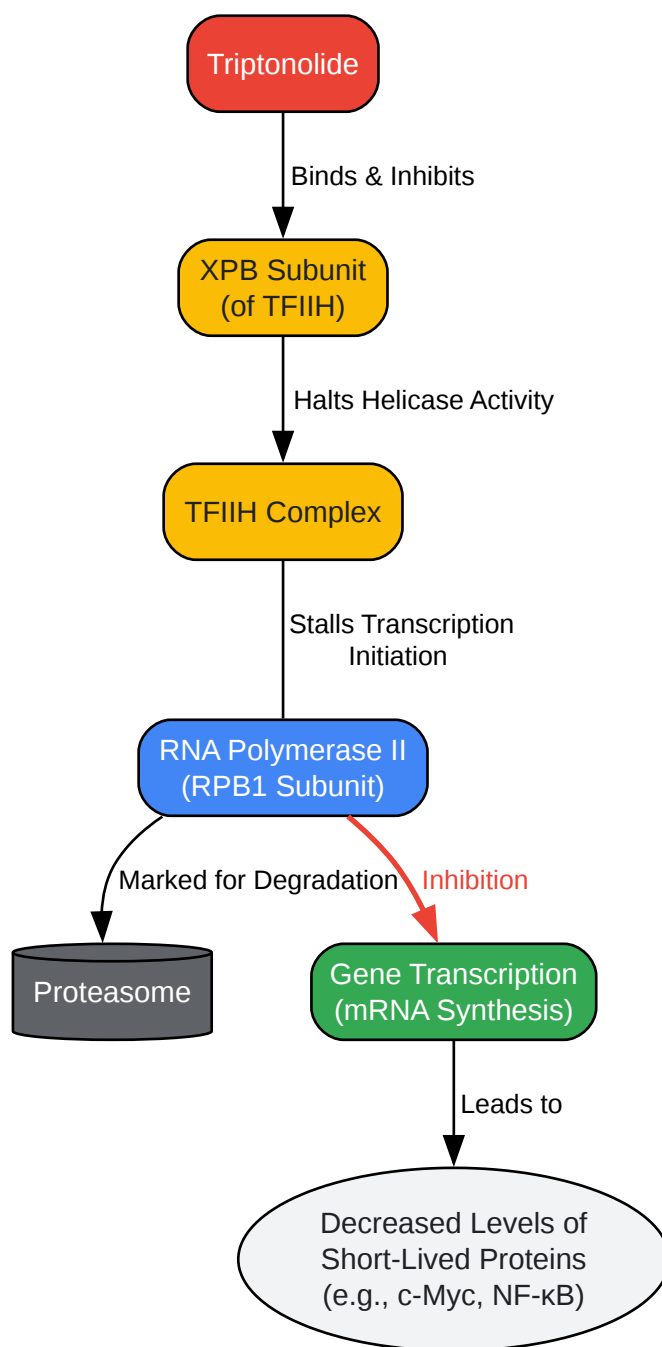 Triptonolide
Binds & Inhibits
XPB Subunit
(of TFIIH)
Halts Helicase Activity
TFIIH Complex
Stalls Transcription
Initiation
RNA Polymerase II
(RPB1 Subunit)
Marked for Degradation
Inhibition
Proteasome
Gene Transcription
(mRNA Synthesis)
Leads to
Decreased Levels of
Short-Lived Proteins
(e.g., c-Myc, NF-κB)